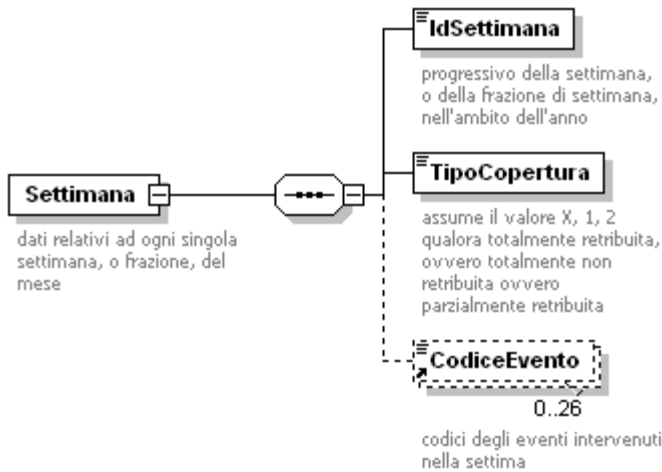 IdSettimana
progressivo della settimana,
o della frazione di settimana,
nell'ambito dell'anno
Settimana
dati relativi ad ogni singola
settimana, o frazione, del
mese
TipoCopertura
assume il valore X, 1, 2
qualora totalmente retribuita,
ovvero totalmente non
retribuita ovvero
parzialmente retribuita
CodiceEvento
0..26
codici degli eventi intervenuti
nella settima